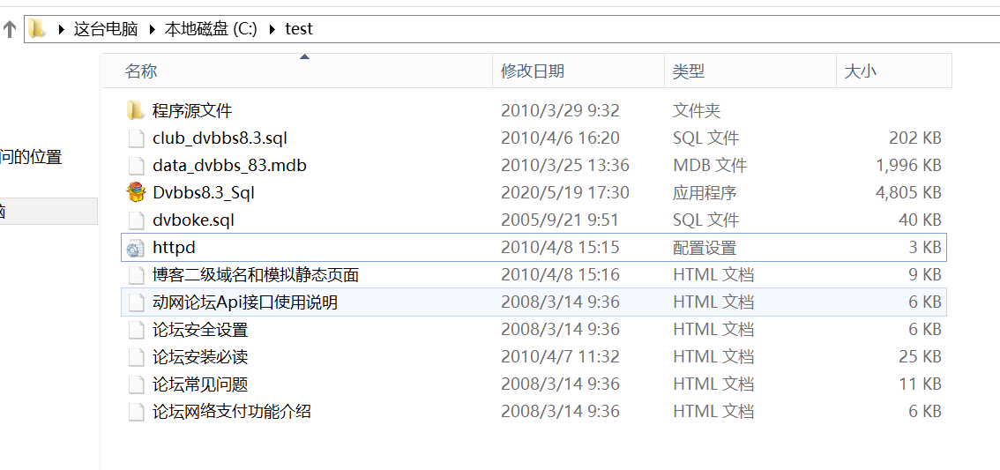 这台电脑 本地磁盘 (C:) test
名称 修改日期 类型 大小
程序源文件 2010/3/29 9:32 文件夹
club_dvbbs8.3.sql 2010/4/6 16:20 SQL 文件 202 KB
问的位置
data_dvbbs_83.mdb 2010/3/25 13:36 MDB 文件 1,996 KB
Dvbbs8.3_Sql 2020/5/19 17:30 应用程序 4,805 KB
dvboke.sql 2005/9/21 9:51 SQL 文件 40 KB
httpd 2010/4/8 15:15 配置设置 3 KB
博客二级域名和模拟静态页面 2010/4/8 15:16 HTML 文档 9 KB
动网论坛Api接口使用说明 2008/3/14 9:36 HTML 文档 6 KB
论坛安全设置 2008/3/14 9:36 HTML 文档 6 KB
论坛安装必读 2010/4/7 11:32 HTML 文档 25 KB
论坛常见问题 2008/3/14 9:36 HTML 文档 11 KB
论坛网络支付功能介绍 2008/3/14 9:36 HTML 文档 6 KB